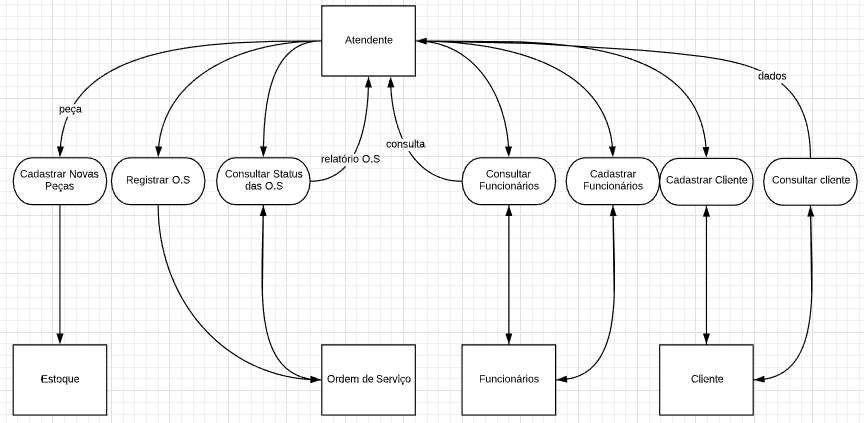 Atendente
dados
peça
consulta
relatório O.S
Cadastrar Novas
Peças
Registrar O.S
Consultar Status
das O.S
Consultar
Funcionários
Cadastrar
Funcionários
Cadastrar Cliente
Consultar cliente
Estoque
Ordem de Serviço
Funcionários
Cliente